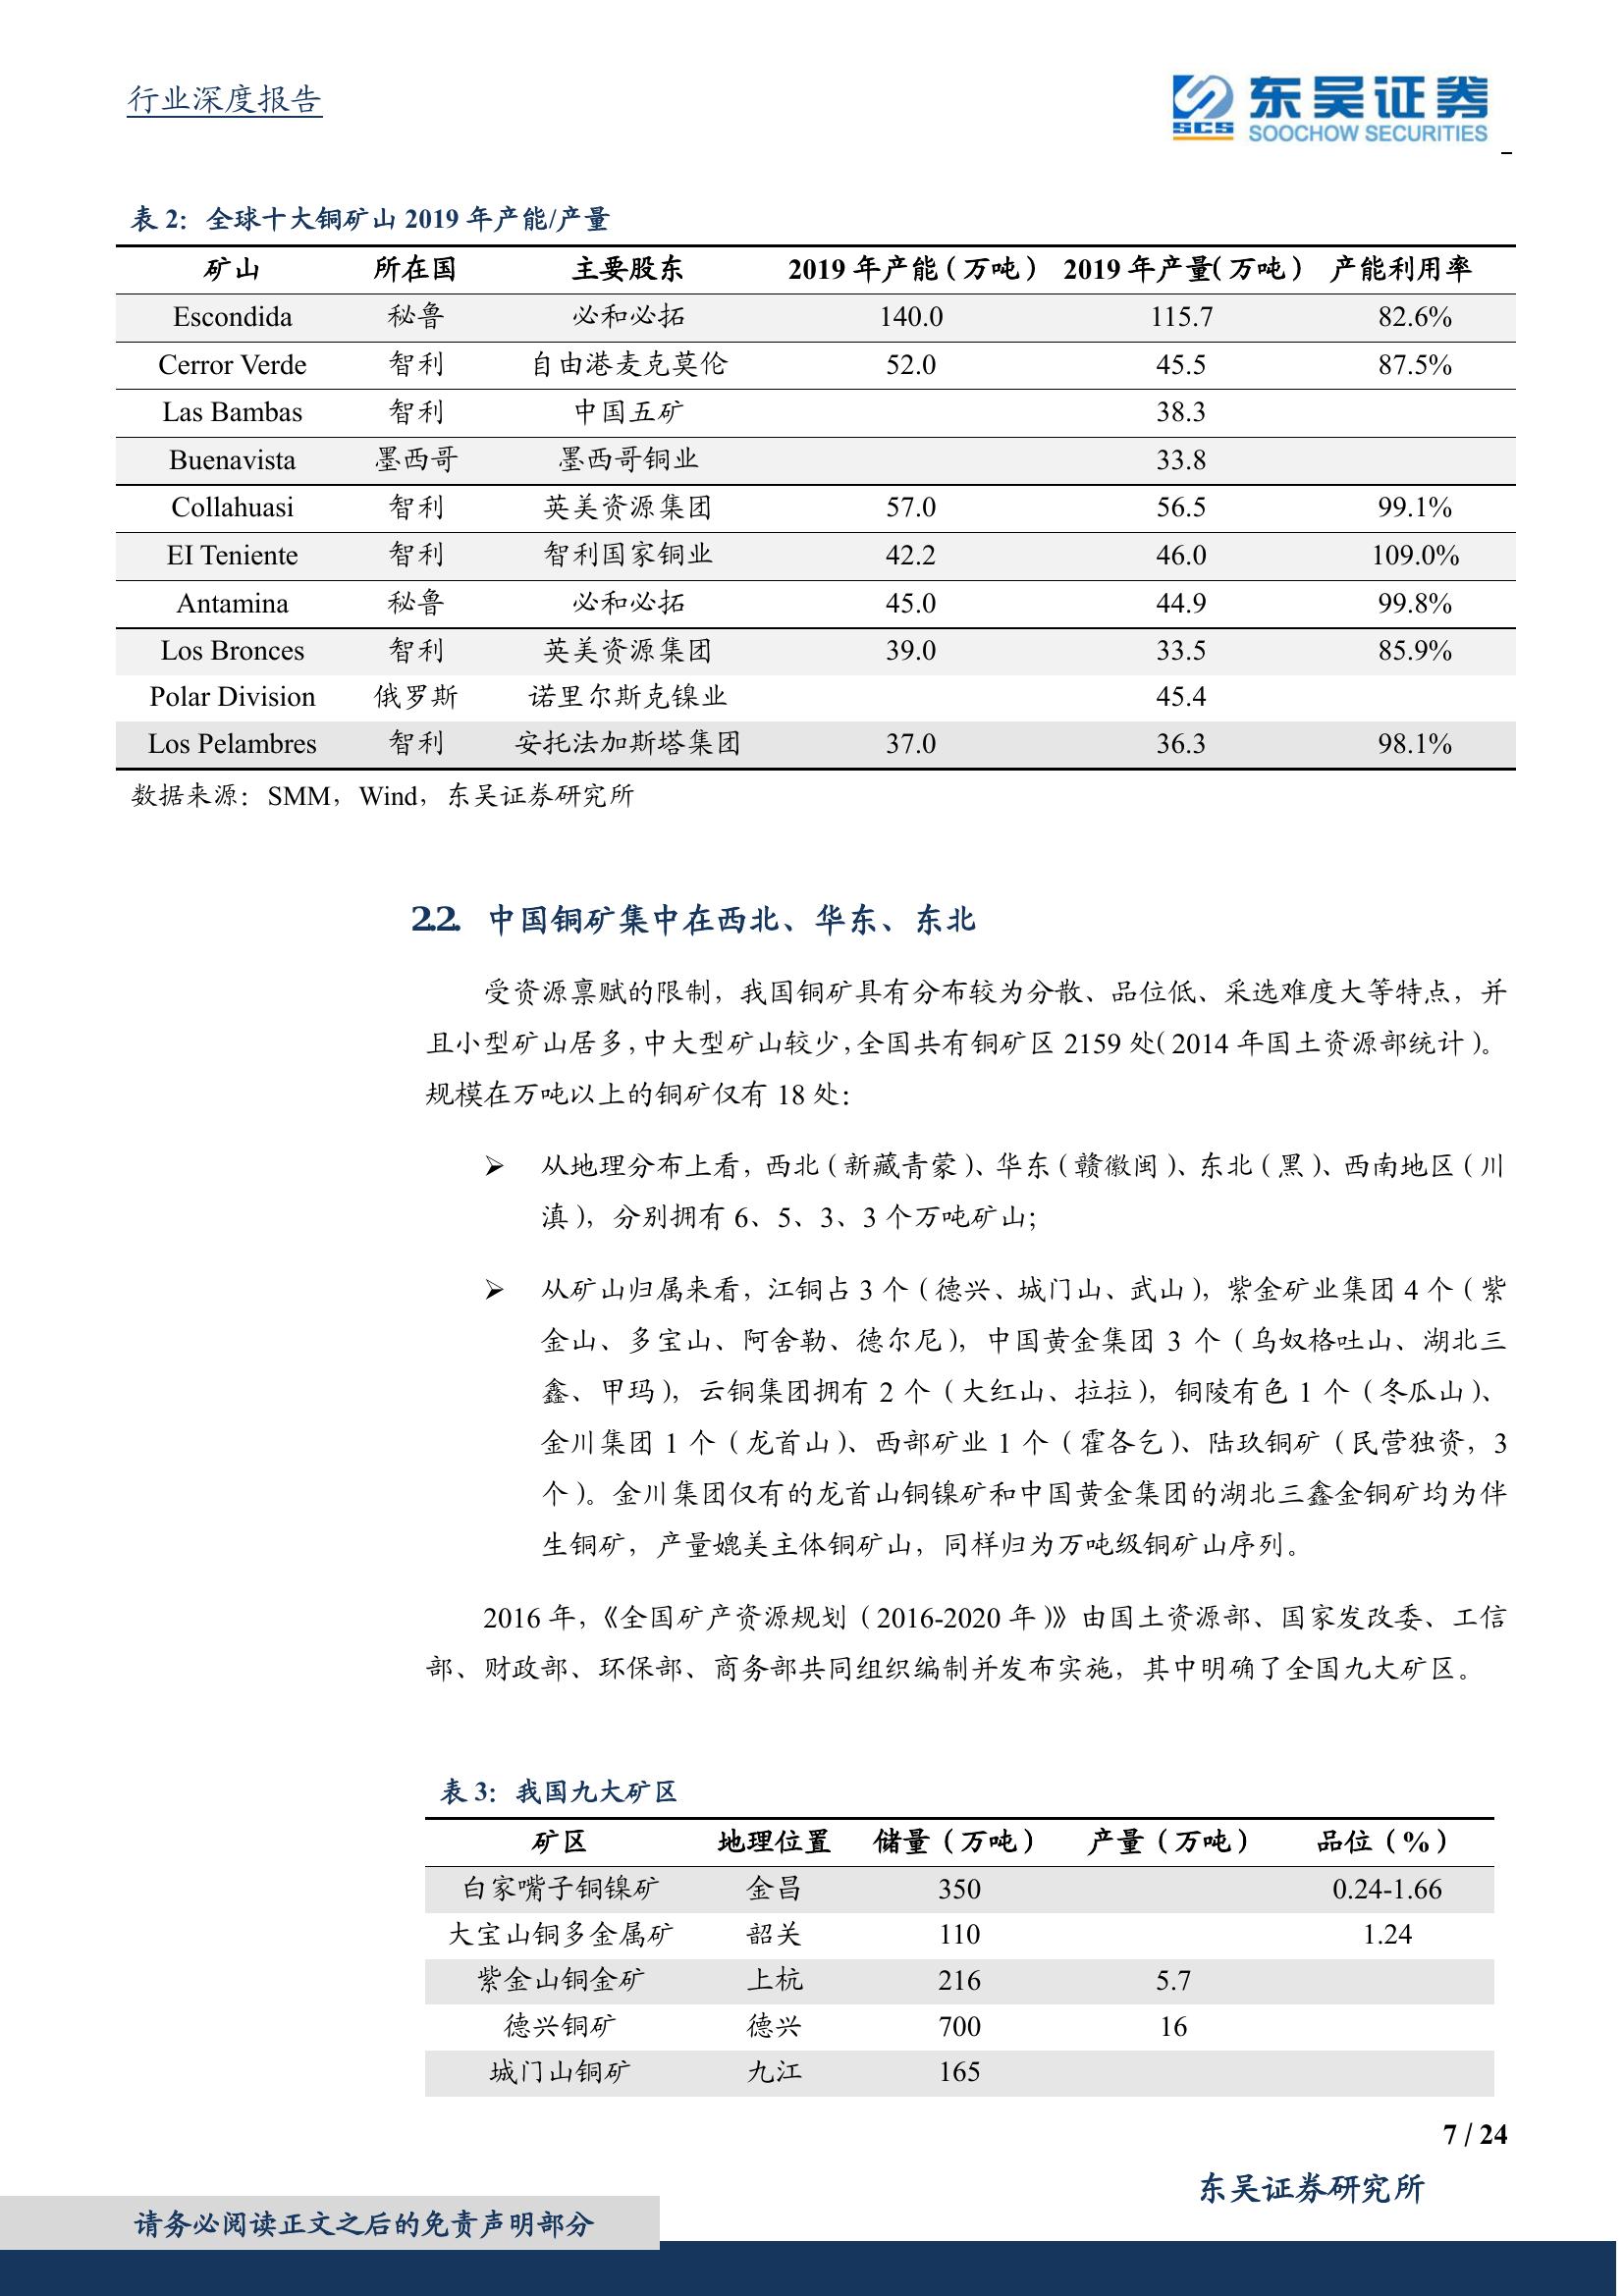 行业深度报告
SCS 东吴证券
SOOCHOW SECURITIES
表 2：全球十大铜矿山 2019 年产能/产量
矿山 所在国 主要股东 2019 年产能（万吨） 2019 年产量（万吨） 产能利用率
Escondida 秘鲁 必和必拓 140.0 115.7 82.6%
Cerror Verde 智利 自由港麦克莫伦 52.0 45.5 87.5%
Las Bambas 智利 中国五矿 38.3
Buenavista 墨西哥 墨西哥铜业 33.8
Collahuasi 智利 英美资源集团 57.0 56.5 99.1%
EI Teniente 智利 智利国家铜业 42.2 46.0 109.0%
Antamina 秘鲁 必和必拓 45.0 44.9 99.8%
Los Bronces 智利 英美资源集团 39.0 33.5 85.9%
Polar Division 俄罗斯 诺里尔斯克镍业 45.4
Los Pelambres 智利 安托法加斯塔集团 37.0 36.3 98.1%
数据来源：SMM，Wind，东吴证券研究所
2.2. 中国铜矿集中在西北、华东、东北
受资源禀赋的限制，我国铜矿具有分布较为分散、品位低、采选难度大等特点，并
且小型矿山居多，中大型矿山较少，全国共有铜矿区 2159 处（2014 年国土资源部统计）。
规模在万吨以上的铜矿仅有 18 处：
➢ 从地理分布上看，西北（新藏青蒙）、华东（赣徽闽）、东北（黑）、西南地区（川
滇），分别拥有 6、5、3、3 个万吨矿山；
➢ 从矿山归属来看，江铜占 3 个（德兴、城门山、武山），紫金矿业集团 4 个（紫
金山、多宝山、阿舍勒、德尔尼），中国黄金集团 3 个（乌奴格吐山、湖北三
鑫、甲玛），云铜集团拥有 2 个（大红山、拉拉），铜陵有色 1 个（冬瓜山）、
金川集团 1 个（龙首山）、西部矿业 1 个（霍各乞）、陆玖铜矿（民营独资，3
个）。金川集团仅有的龙首山铜镍矿和中国黄金集团的湖北三鑫金铜矿均为伴
生铜矿，产量媲美主体铜矿山，同样归为万吨级铜矿山序列。
2016 年，《全国矿产资源规划（2016-2020 年）》由国土资源部、国家发改委、工信
部、财政部、环保部、商务部共同组织编制并发布实施，其中明确了全国九大矿区。
表 3：我国九大矿区
矿区 地理位置 储量（万吨） 产量（万吨） 品位（%）
白家嘴子铜镍矿 金昌 350 0.24-1.66
大宝山铜多金属矿 韶关 110 1.24
紫金山铜金矿 上杭 216 5.7
德兴铜矿 德兴 700 16
城门山铜矿 九江 165
7 / 24
东吴证券研究所
请务必阅读正文之后的免责声明部分